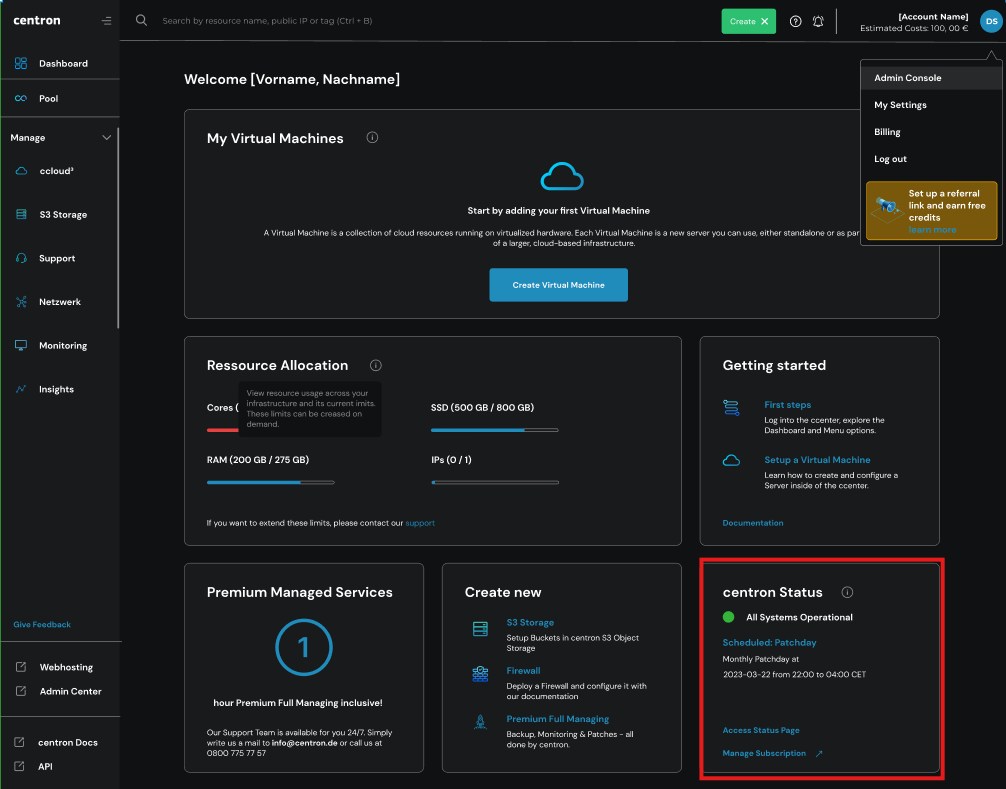 centron
Search by resource name, public IP or tag (Ctrl + B)
Create
[Account Name]
Estimated Costs: 100, 00 €
DS
Dashboard
Pool
Manage
ccloud³
S3 Storage
Support
Netzwerk
Monitoring
Insights
Give Feedback
Webhosting
Admin Center
centron Docs
API
Admin Console
My Settings
Billing
Log out
Set up a referral
link and earn free
credits
learn more
Welcome [Vorname, Nachname]
My Virtual Machines
Start by adding your first Virtual Machine
A Virtual Machine is a collection of cloud resources running on virtualized hardware. Each Virtual Machine is a new server you can use, either standalone or as par
of a larger, cloud-based infrastructure.
Create Virtual Machine
Ressource Allocation
View resource usage across your
infrastructure and its current imits.
These limits can be creased on
demand.
Cores (
SSD (500 GB / 800 GB)
RAM (200 GB / 275 GB)
IPs (0 / 1)
If you want to extend these limits, please contact our support
Getting started
First steps
Log into the ccenter, explore the
Dashboard and Menu options.
Setup a Virtual Machine
Learn how to create and configure a
Server inside of the ccenter.
Documentation
Premium Managed Services
1
hour Premium Full Managing inclusive!
Our Support Team is available for you 24/7. Simply
write us a mail to info@centron.de or call us at
0800 775 77 57
Create new
S3 Storage
Setup Buckets in centron S3 Object
Storage
Firewall
Deploy a Firewall and configure it with
our documentation
Premium Full Managing
Backup, Monitoring & Patches - all
done by centron.
centron Status
All Systems Operational
Scheduled: Patchday
Monthly Patchday at
2023-03-22 from 22:00 to 04:00 CET
Access Status Page
Manage Subscription